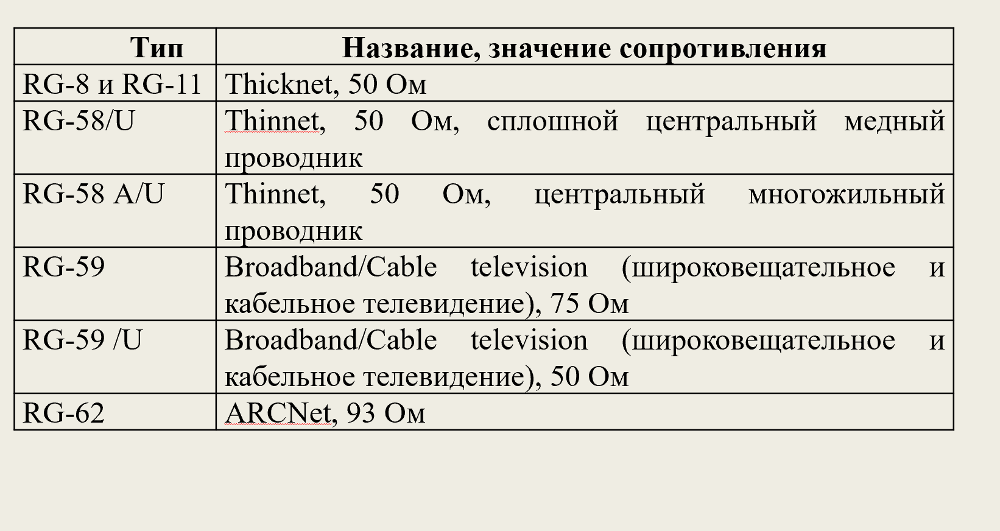 Тип Название, значение сопротивления
RG-8 и RG-11 Thicknet, 50 Ом
RG-58/U Thinnet, 50 Ом, сплошной центральный медный
проводник
RG-58 A/U Thinnet, 50 Ом, центральный многожильный
проводник
RG-59 Broadband/Cable television (широковещательное и
кабельное телевидение), 75 Ом
RG-59 /U Broadband/Cable television (широковещательное и
кабельное телевидение), 50 Ом
RG-62 ARCNet, 93 Ом